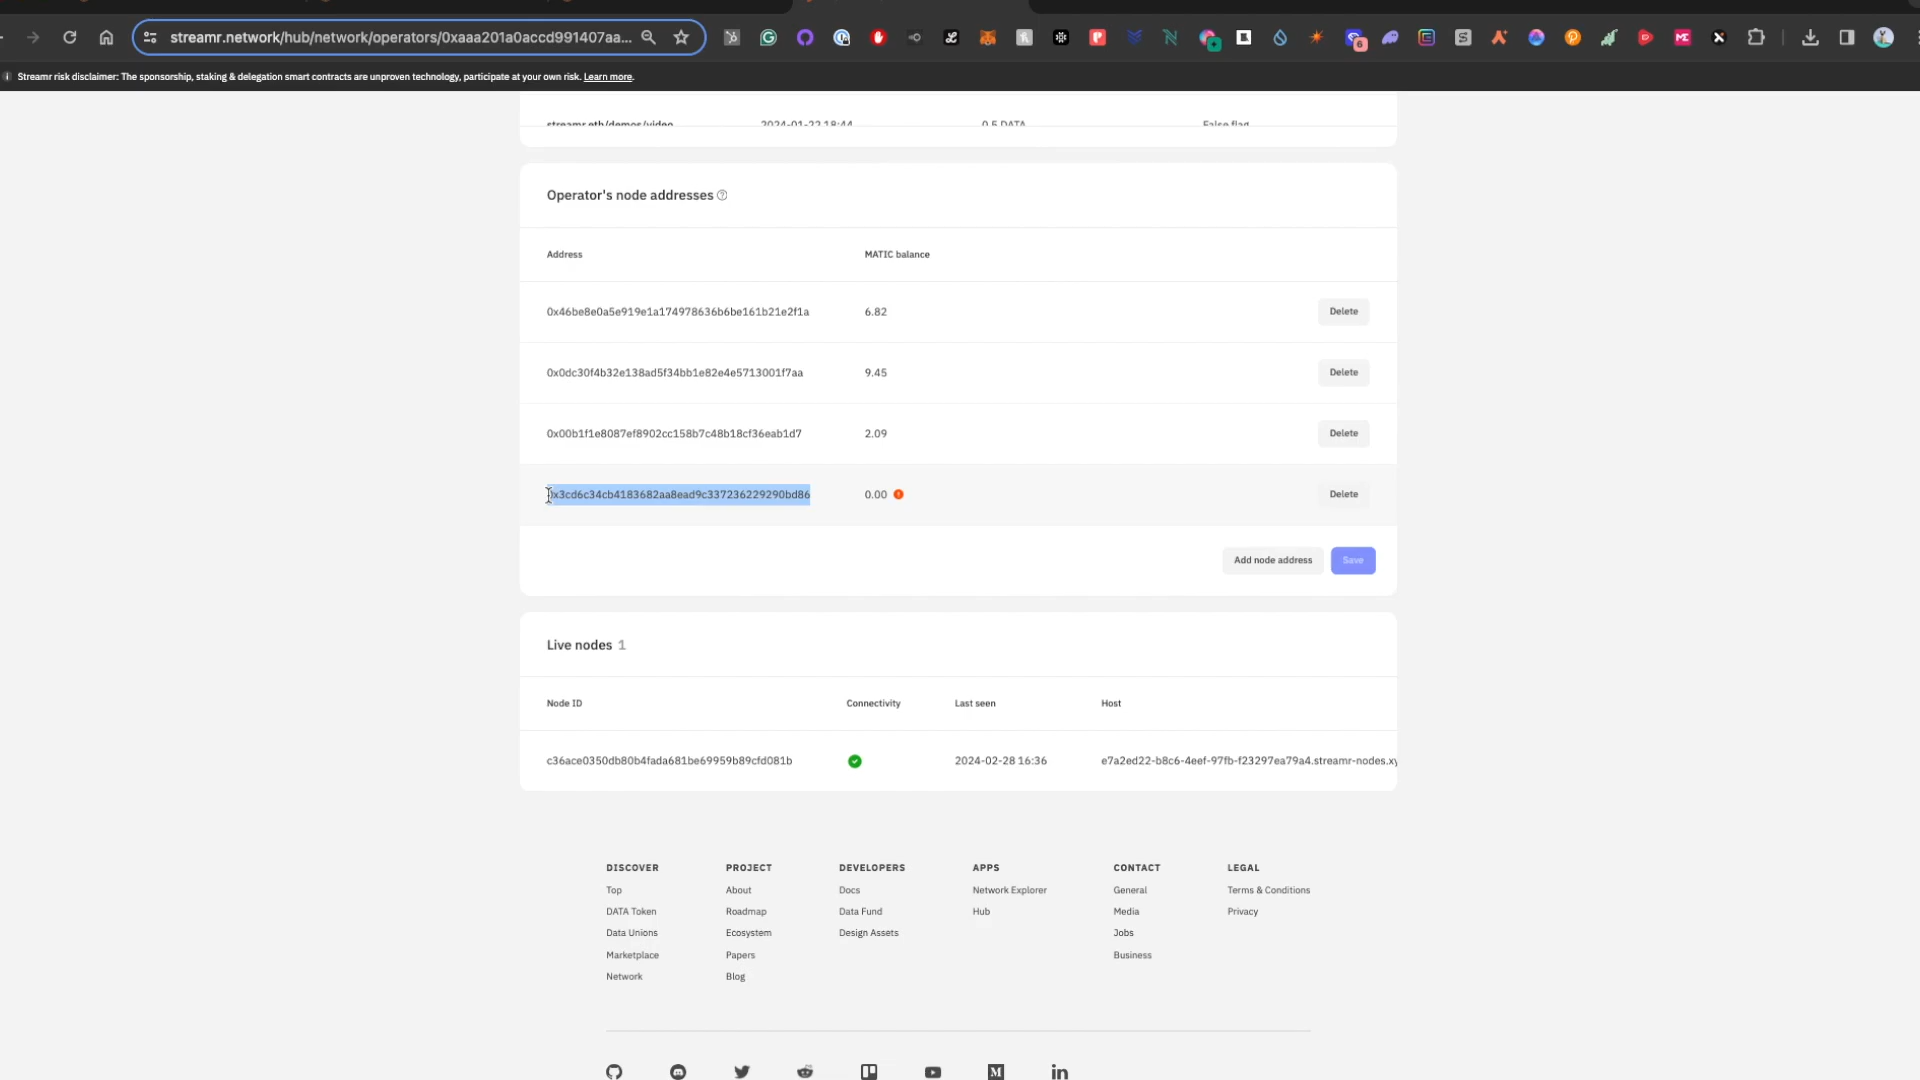 streamr.network/hub/network/operators/0xaaa201a0accd991407aa...
Streamr risk disclaimer: The sponsorship, staking & delegation smart contracts are unproven technology, participate at your own risk. Learn more.
streamr.eth/demos/video 2024-01-22 18:44 0.5 DATA False flag
Operator's node addresses
Address MATIC balance
0x46be8e0a5e919e1a174978636b6be161b21e2f1a 6.82 Delete
0x0dc30f4b32e138ad5f34bb1e82e4e5713001f7aa 9.45 Delete
0x00b1f1e8087ef8902cc158b7c48b18cf36eab1d7 2.09 Delete
0x3cd6c34cb4183682aa8ead9c337236229290bd86 0.00 Delete
Add node address Save
Live nodes 1
Node ID Connectivity Last seen Host
c36ace0350db80b4fada681be69959b89cfd081b 2024-02-28 16:36 e7a2ed22-b8c6-4eef-97fb-f23297ea79a4.streamr-nodes.xy
DISCOVER PROJECT DEVELOPERS APPS CONTACT LEGAL
Top About Docs Network Explorer General Terms & Conditions
DATA Token Roadmap Data Fund Hub Media Privacy
Data Unions Ecosystem Design Assets Jobs
Marketplace Papers Business
Network Blog